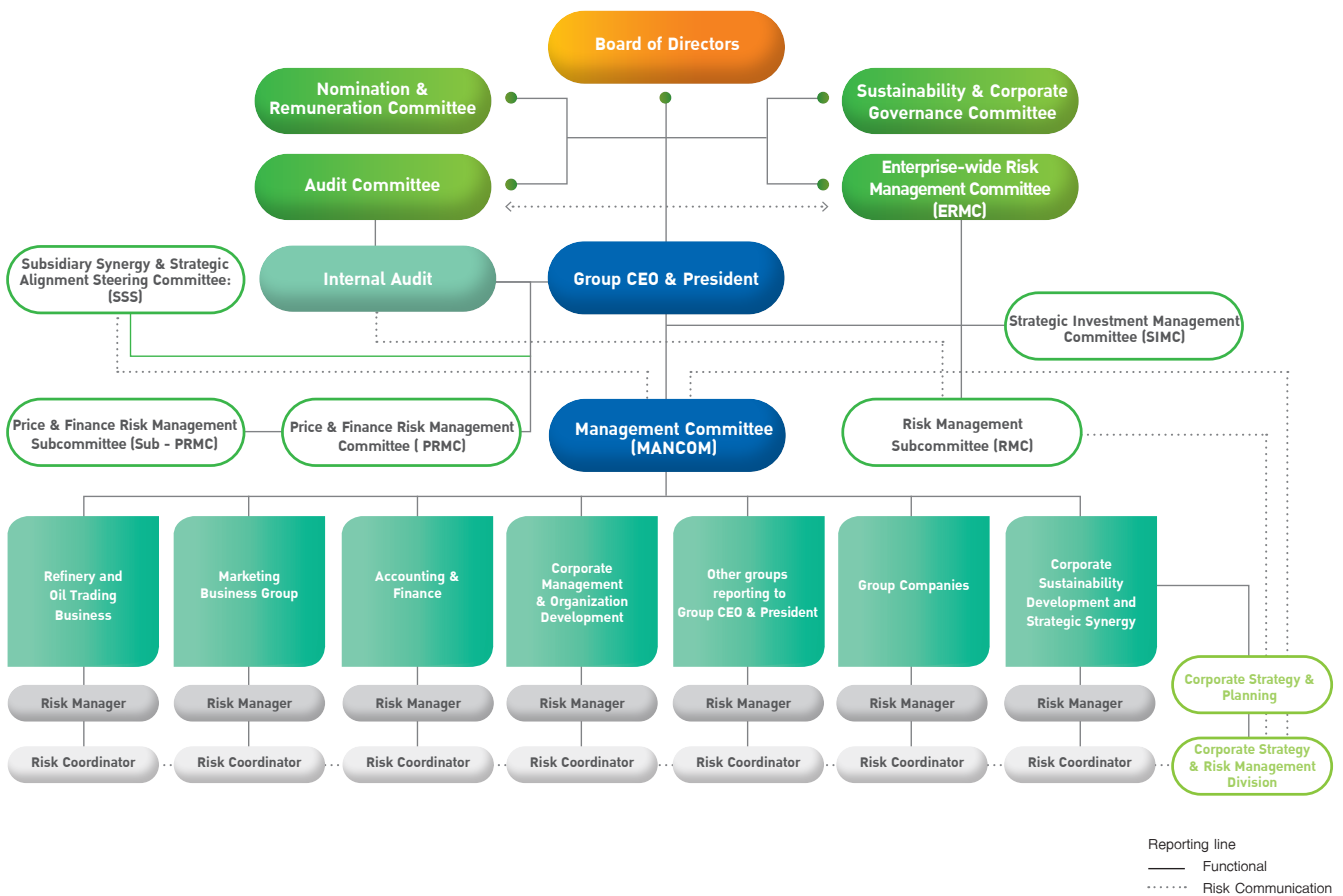 Board of Directors
Nomination &
Remuneration Committee
Sustainability & Corporate
Governance Committee
Audit Committee
Enterprise-wide Risk
Management Committee
(ERMC)
Subsidiary Synergy & Strategic
Alignment Steering Committee:
(SSS)
Internal Audit
Group CEO & President
Strategic Investment Management
Committee (SIMC)
Price & Finance Risk Management
Subcommittee (Sub - PRMC)
Price & Finance Risk Management
Committee ( PRMC)
Management Committee
(MANCOM)
Risk Management
Subcommittee (RMC)
Refinery and
Oil Trading
Business
Marketing
Business Group
Accounting &
Finance
Corporate
Management
& Organization
Development
Other groups
reporting to
Group CEO & President
Group Companies
Corporate
Sustainability
Development and
Strategic Synergy
Risk Manager
Risk Manager
Risk Manager
Risk Manager
Risk Manager
Risk Manager
Risk Manager
Corporate Strategy &
Planning
Risk Coordinator
Risk Coordinator
Risk Coordinator
Risk Coordinator
Risk Coordinator
Risk Coordinator
Risk Coordinator
Corporate Strategy
& Risk Management
Division
Reporting line
Functional
Risk Communication